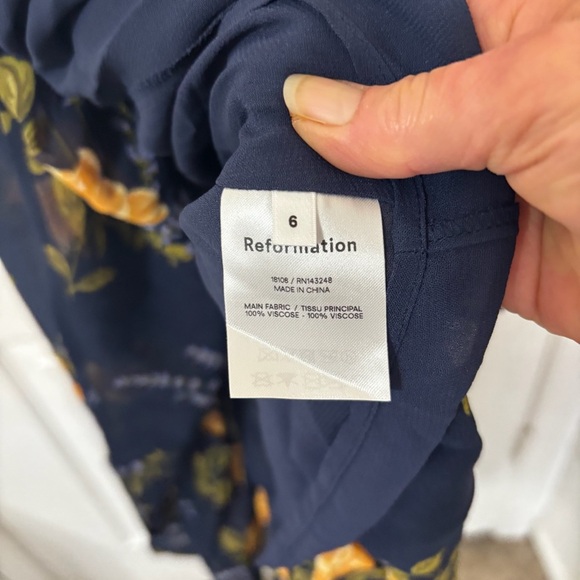 6
Reformation
18108 / RN143248
MADE IN CHINA
MAIN FABRIC / TISSU PRINCIPAL
100% VISCOSE - 100% VISCOSE